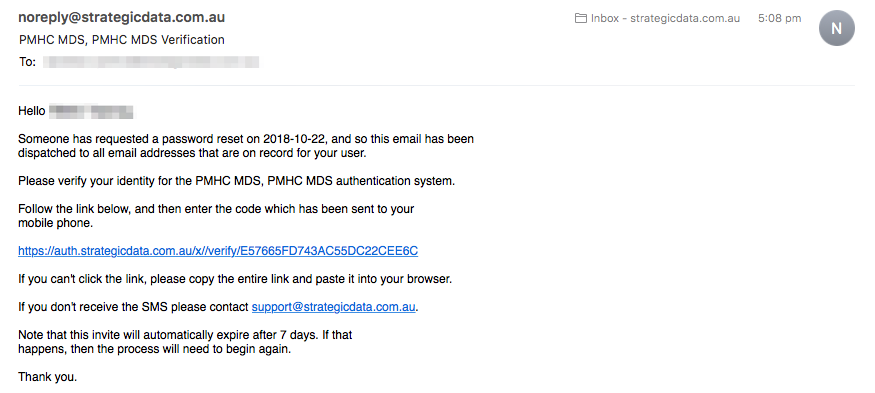 noreply@strategicdata.com.au
Inbox - strategicdata.com.au 5:08 pm
N
PMHC MDS, PMHC MDS Verification
To:
Hello
Someone has requested a password reset on 2018-10-22, and so this email has been
dispatched to all email addresses that are on record for your user.
Please verify your identity for the PMHC MDS, PMHC MDS authentication system.
Follow the link below, and then enter the code which has been sent to your
mobile phone.
https://auth.strategicdata.com.au/x//verify/E57665FD743AC55DC22CEE6C
If you can't click the link, please copy the entire link and paste it into your browser.
If you don't receive the SMS please contact support@strategicdata.com.au.
Note that this invite will automatically expire after 7 days. If that
happens, then the process will need to begin again.
Thank you.